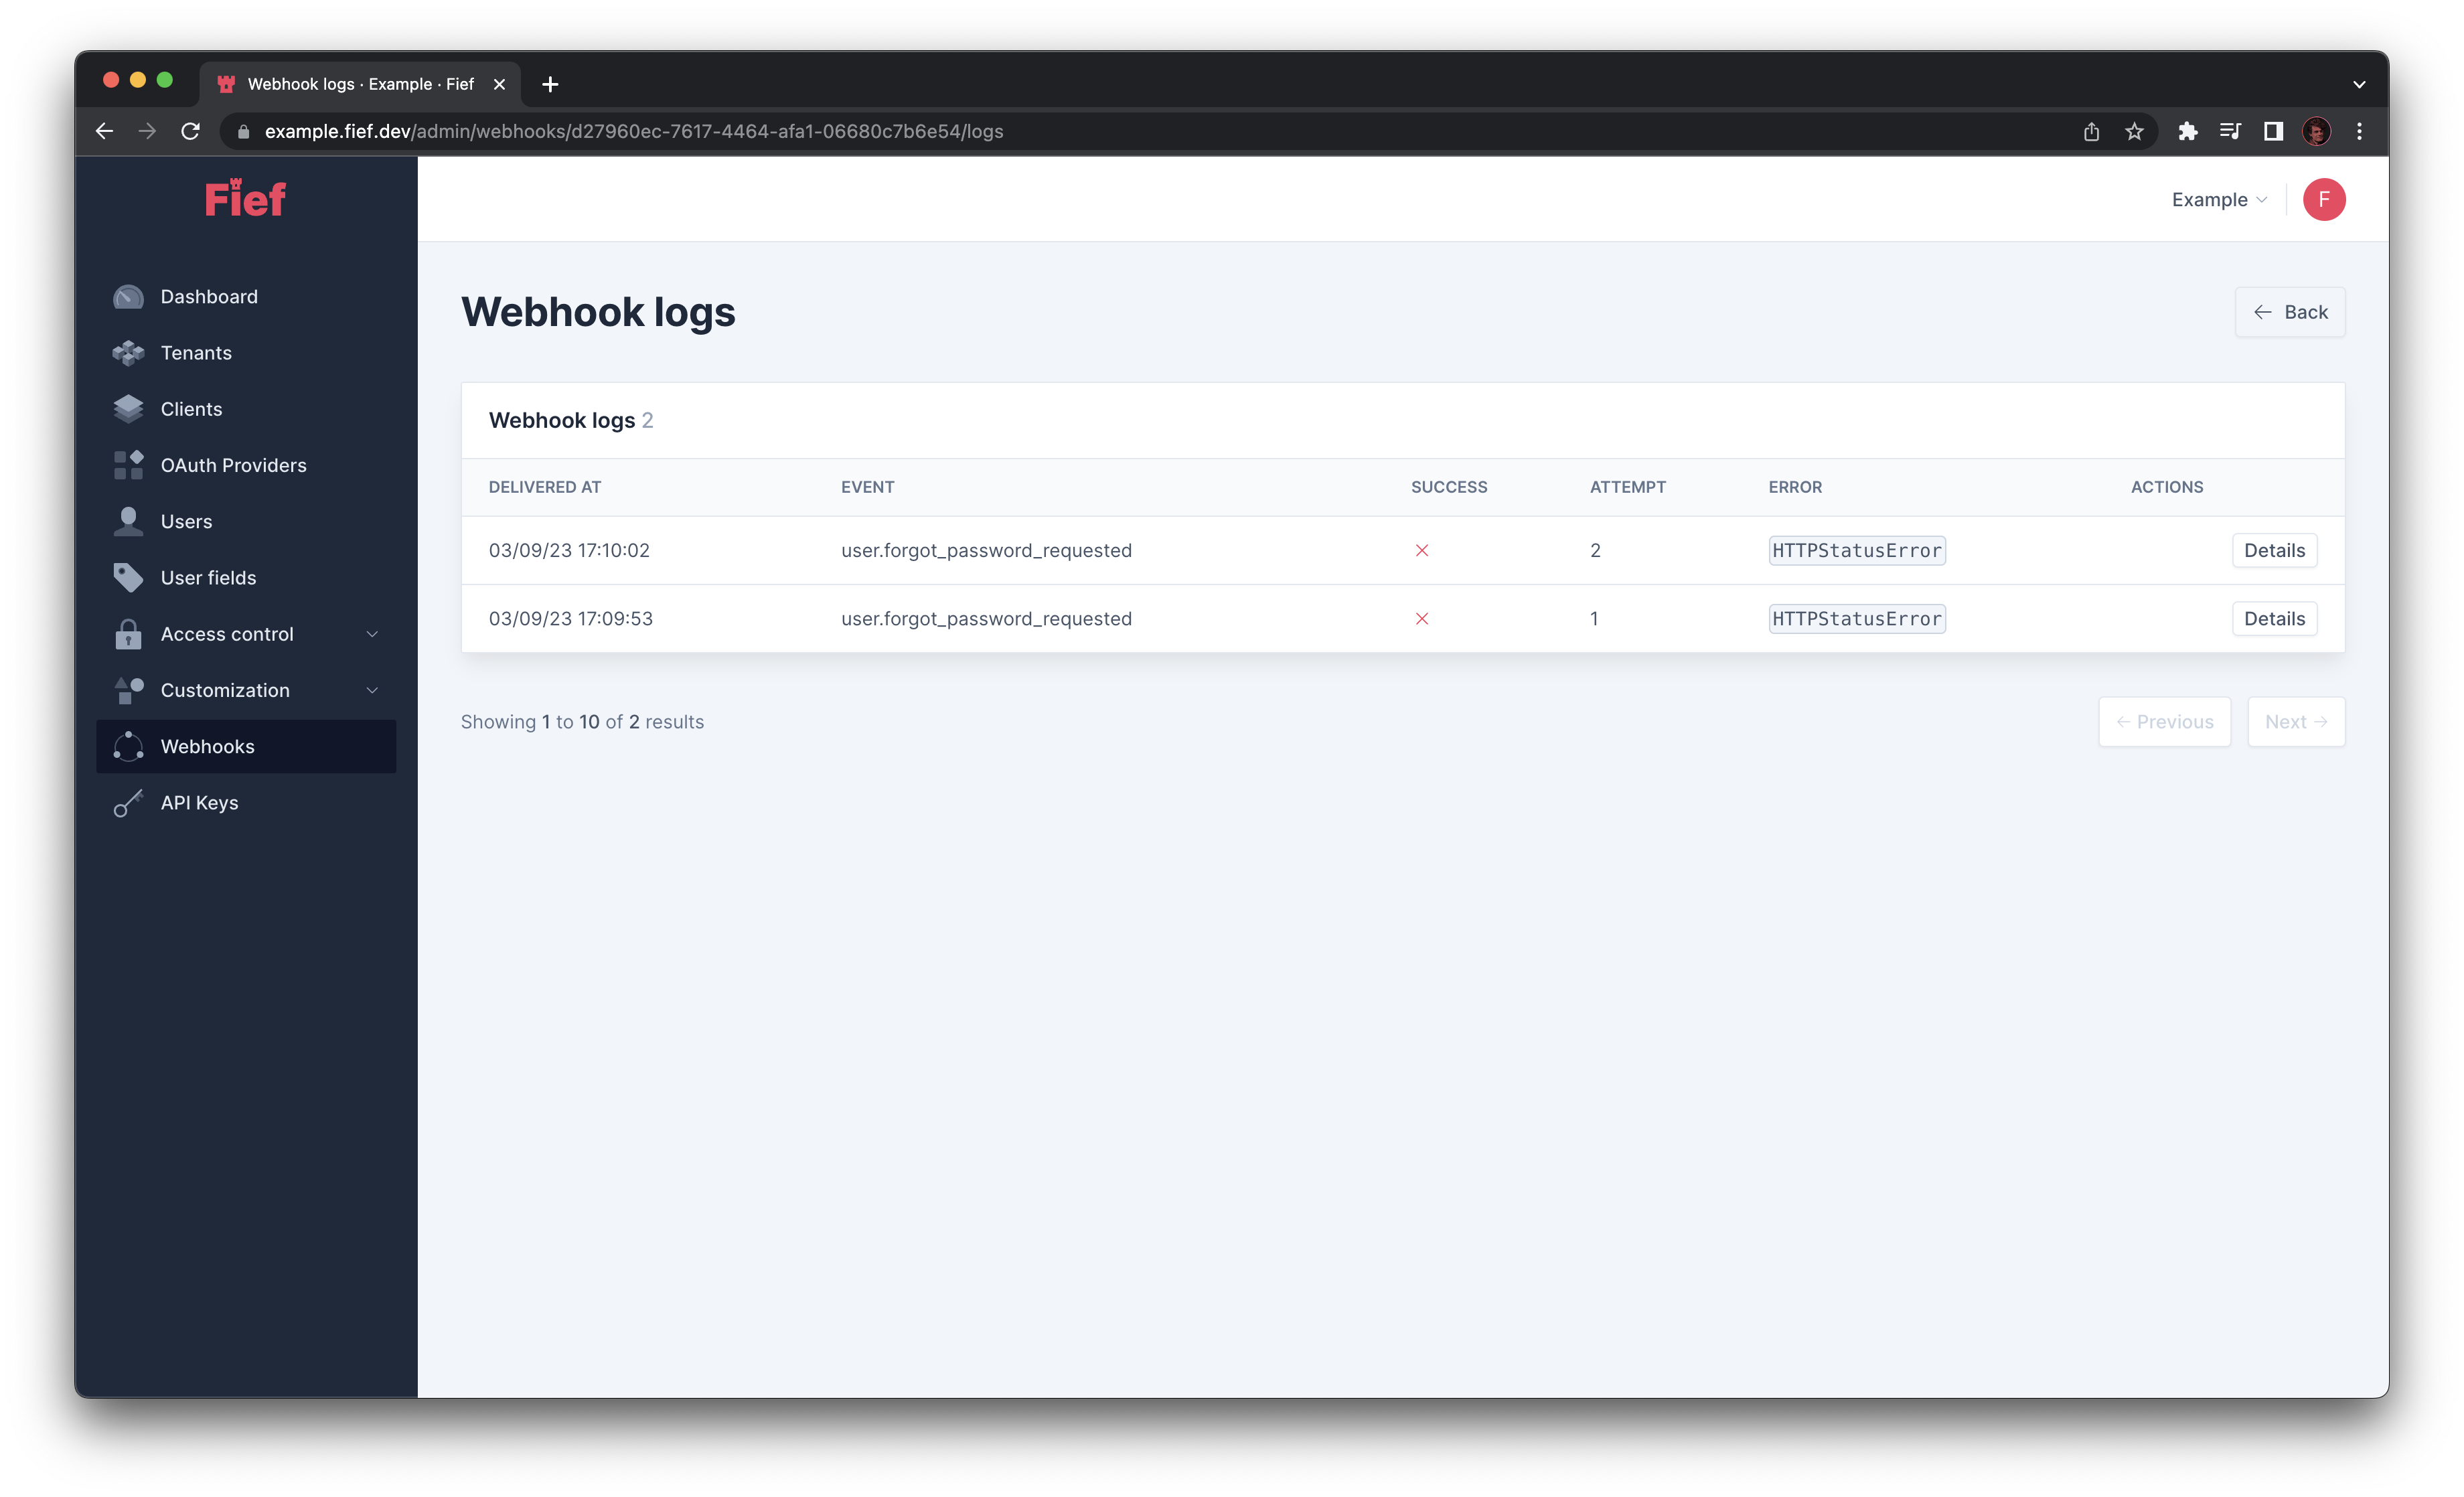 Webhook logs · Example · Fief
example.fief.dev/admin/webhooks/d27960ec-7617-4464-afa1-06680c7b6e54/logs
Fief
Example
F
Dashboard
Tenants
Clients
OAuth Providers
Users
User fields
Access control
Customization
Webhooks
API Keys
Webhook logs
← Back
Webhook logs 2
DELIVERED AT EVENT SUCCESS ATTEMPT ERROR ACTIONS
03/09/23 17:10:02 user.forgot_password_requested 2 HTTPStatusError Details
03/09/23 17:09:53 user.forgot_password_requested 1 HTTPStatusError Details
Showing 1 to 10 of 2 results
← Previous
Next →